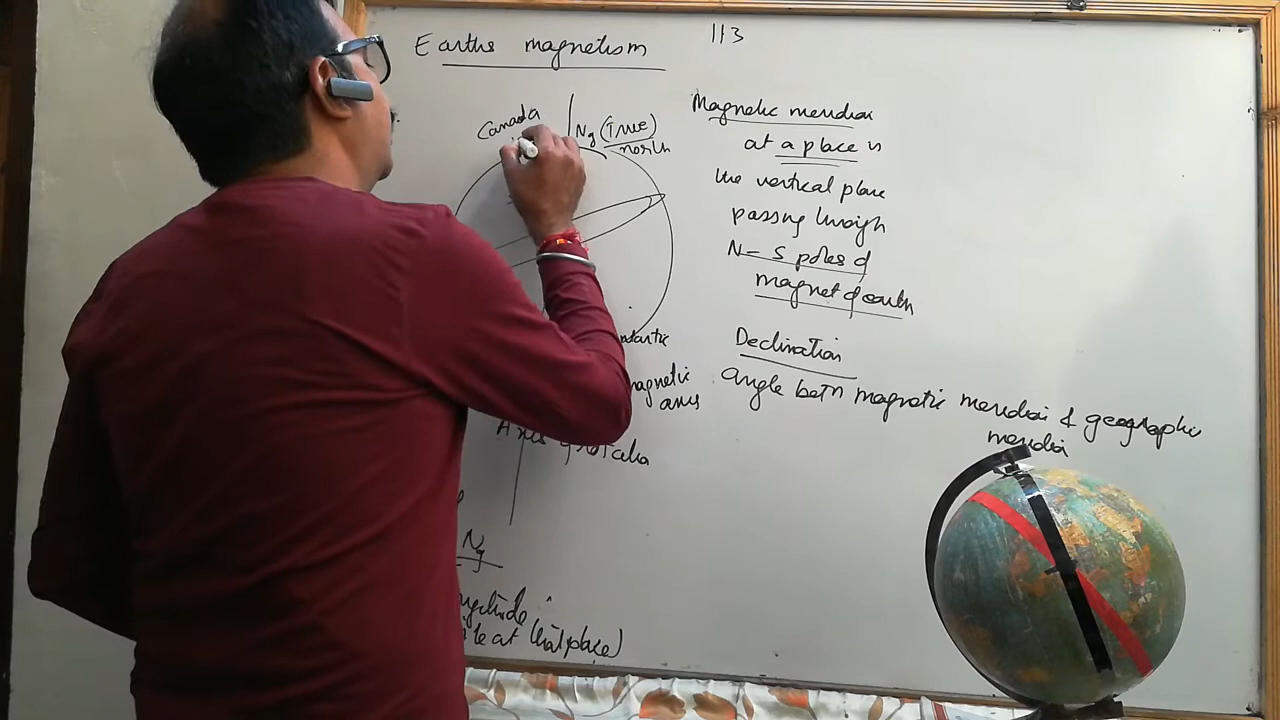 Earths magnetism
113
Canada
Ng (True)
north
Magnetic meridian
at a place is
the vertical plane
passing through
N-S poles of
magnet of earth
Declination
angle betn magnetic meridian & geographic
meridian
magnetic
axis
Axis of
Ng
at that place)